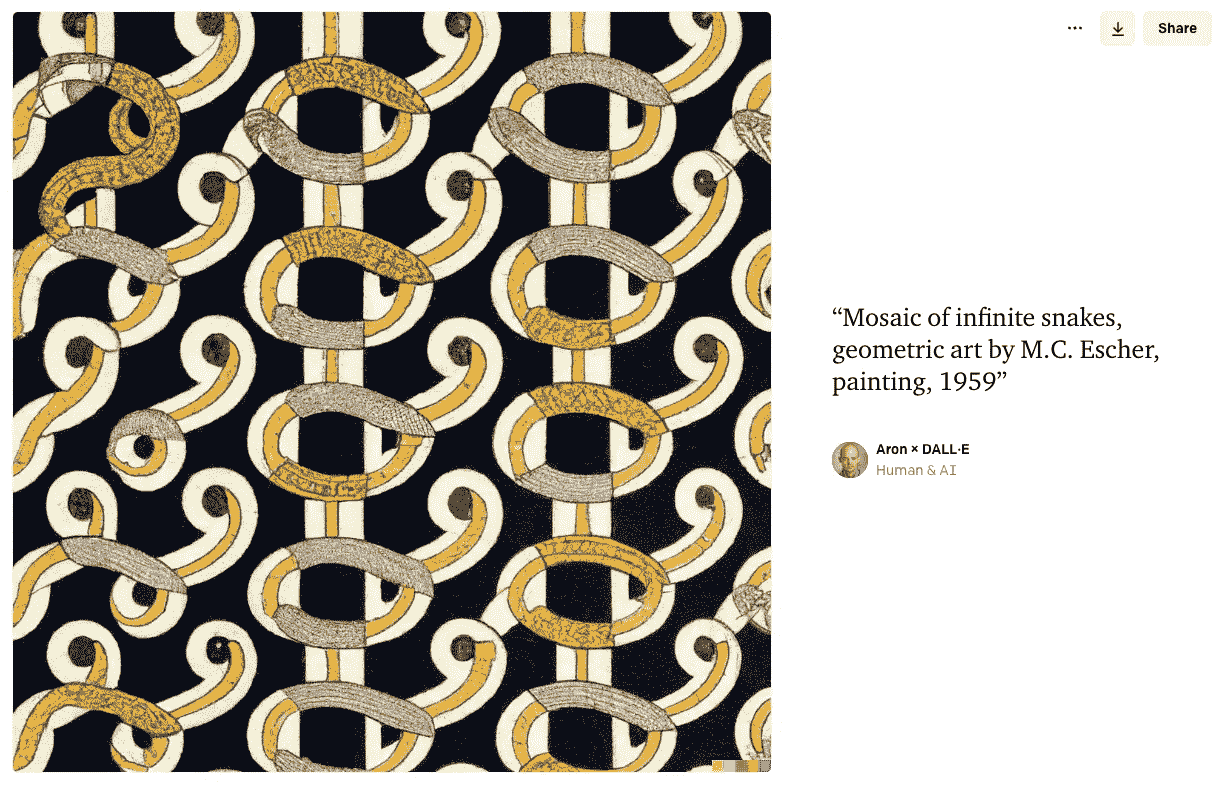 Share
“Mosaic of infinite snakes,
geometric art by M.C. Escher,
painting, 1959”
Aron × DALL·E
Human & AI